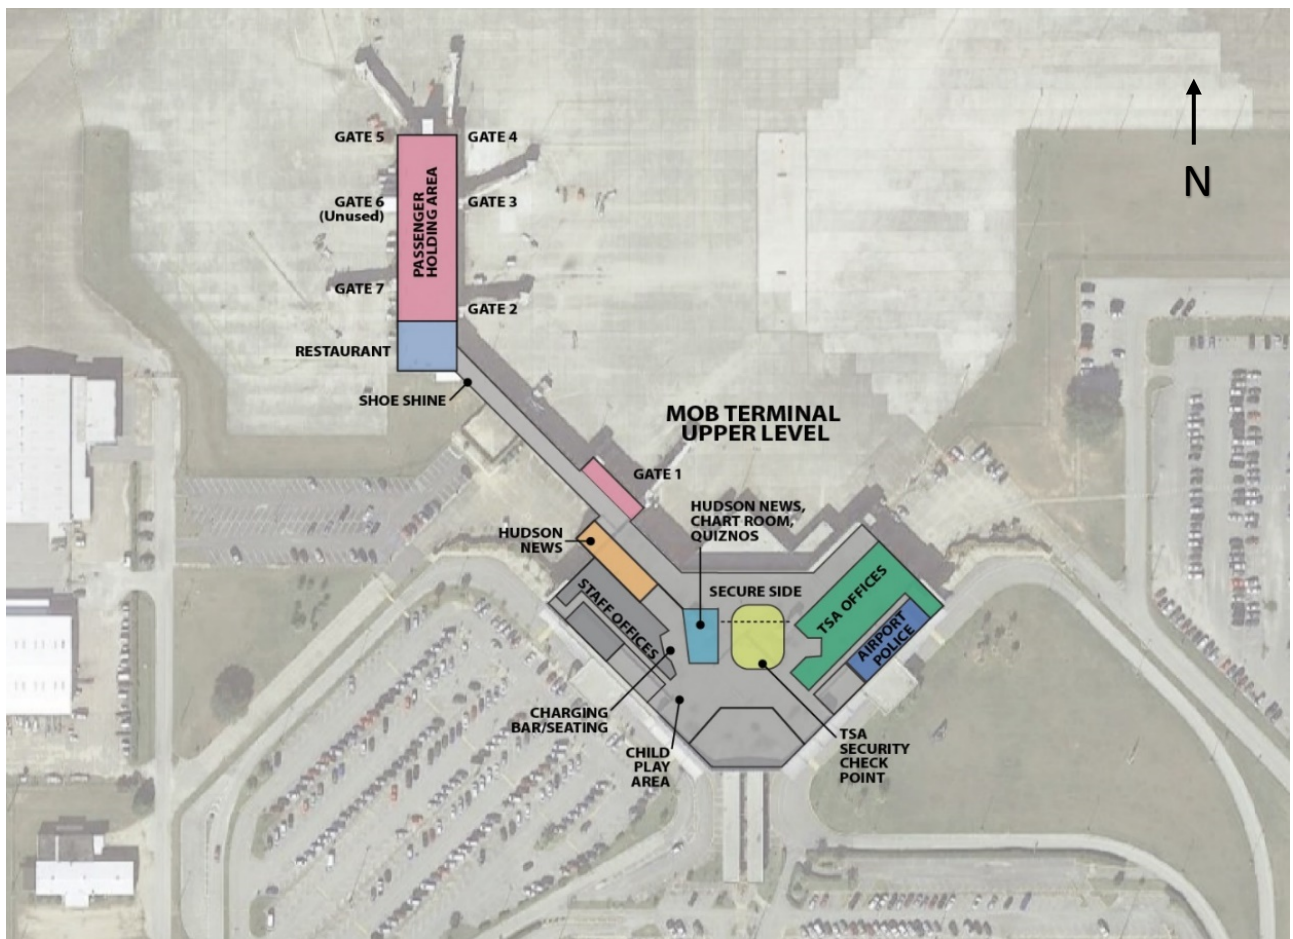 GATE 5
GATE 4
N
GATE 6
(Unused)
GATE 3
PASSENGER
HOLDING AREA
GATE 7
GATE 2
RESTAURANT
SHOE SHINE
MOB TERMINAL
UPPER LEVEL
GATE 1
HUDSON NEWS,
CHART ROOM,
QUIZNOS
HUDSON
NEWS
STAFF OFFICES
SECURE SIDE
TSA OFFICES
AIRPORT
POLICE
CHARGING
BAR/SEATING
CHILD
PLAY
AREA
TSA
SECURITY
CHECK
POINT